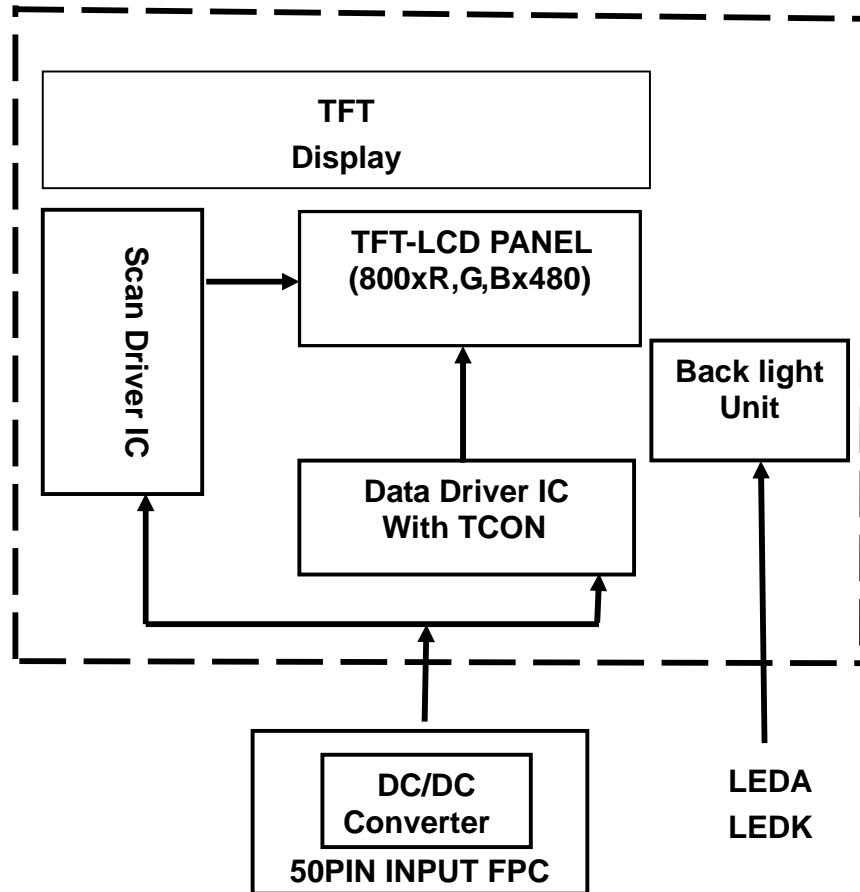 TFT
Display
Scan Driver IC
TFT-LCD PANEL
(800xR,G,Bx480)
Back light
Unit
Data Driver IC
With TCON
DC/DC
Converter
50PIN INPUT FPC
LEDA
LEDK